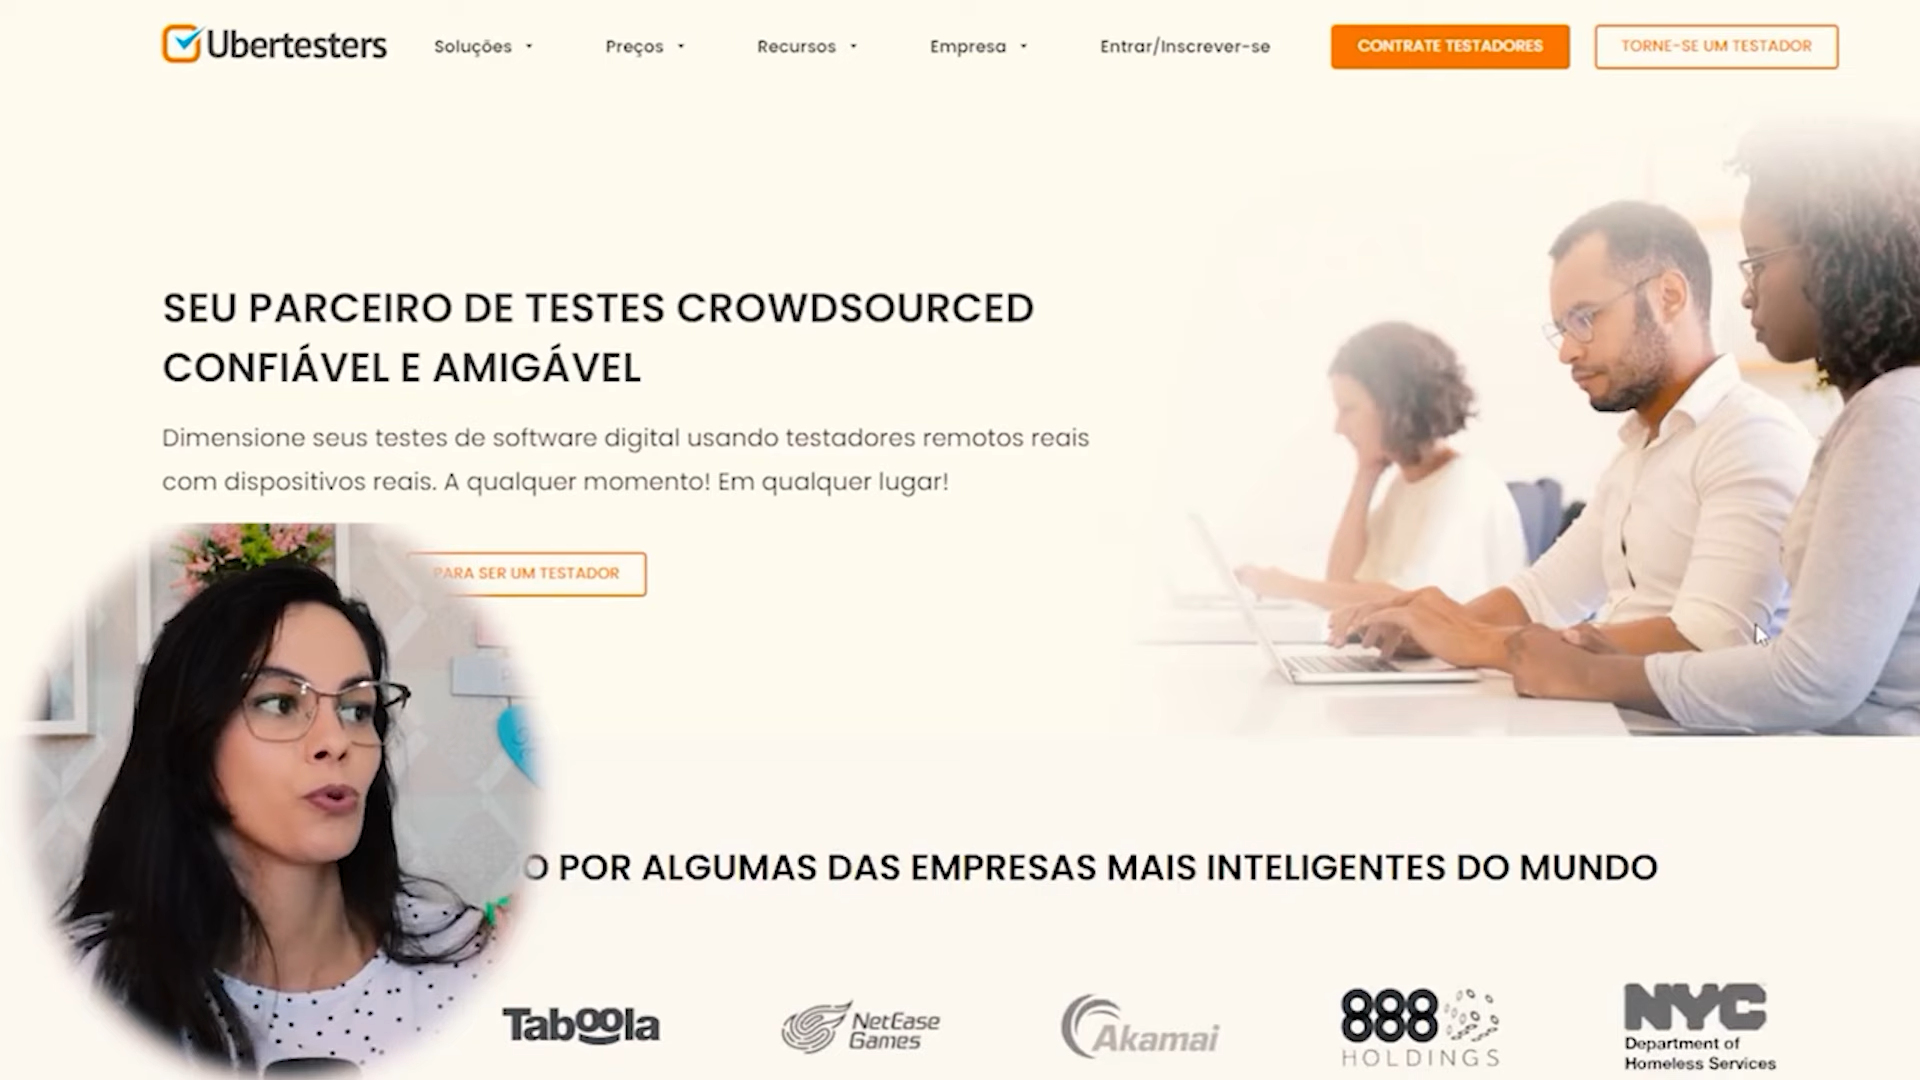 Ubertesters
Soluções
Preços
Recursos
Empresa
Entrar/Inscrever-se
CONTRATE TESTADORES
TORNE-SE UM TESTADOR
SEU PARCEIRO DE TESTES CROWDSOURCED
CONFIÁVEL E AMIGÁVEL
Dimensione seus testes de software digital usando testadores remotos reais
com dispositivos reais. A qualquer momento! Em qualquer lugar!
PARA SER UM TESTADOR
O POR ALGUMAS DAS EMPRESAS MAIS INTELIGENTES DO MUNDO
Taboola
NetEase
Games
Akamai
888
HOLDINGS
NYC
Department of
Homeless Services